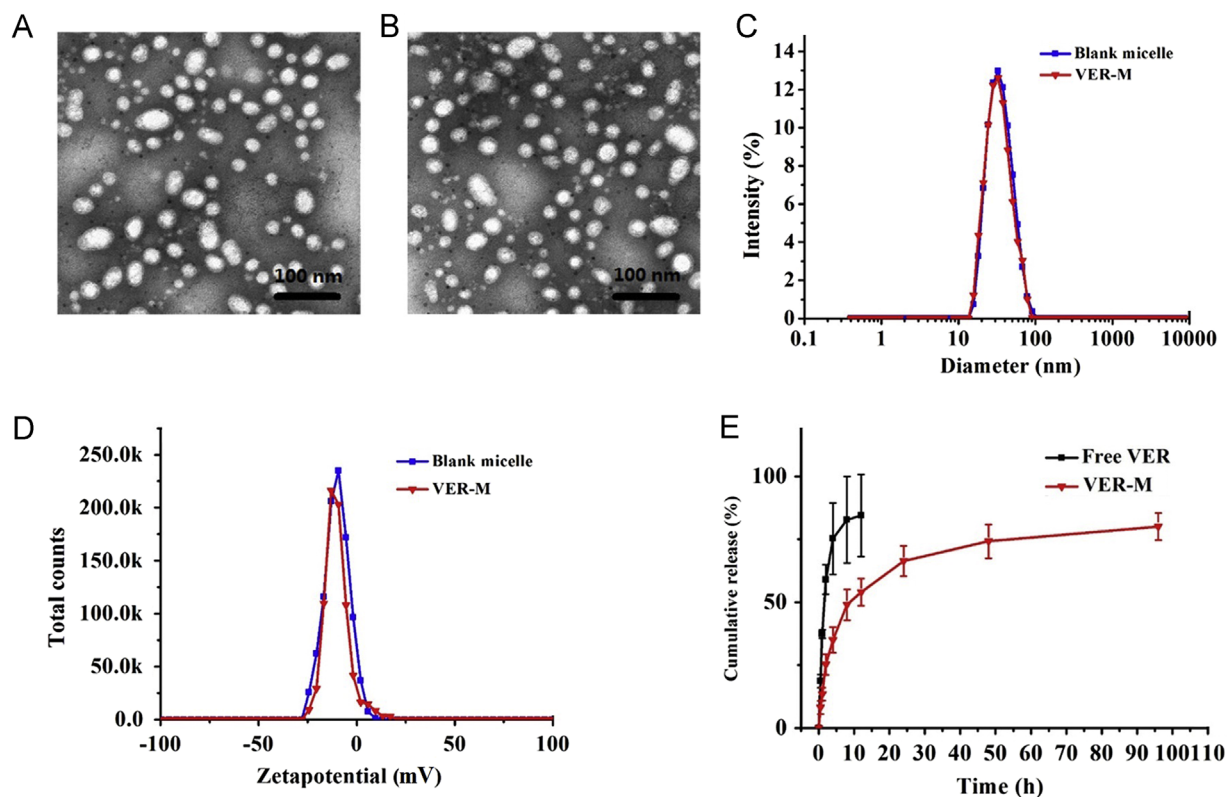 A
B
C
100 nm
100 nm
14
12
10
8
6
4
2
0
Intensity (%)
Blank micelle
VER-M
0.1
1
10
100
1000
10000
Diameter (nm)
D
250.0k
200.0k
150.0k
100.0k
50.0k
0.0
Total counts
Blank micelle
VER-M
-100
-50
0
50
100
Zetapotential (mV)
E
100
50
0
Cumulative release (%)
Free VER
VER-M
0 10 20 30 40 50 60 70 80 90 100110
Time (h)